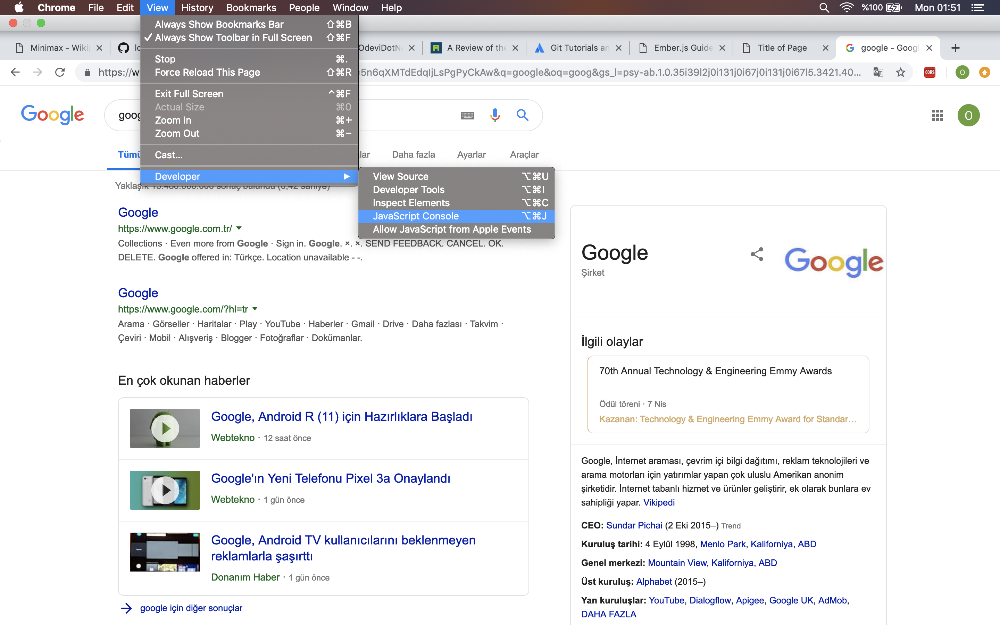 Chrome File Edit View History Bookmarks People Window Help %100 Mon 01:51
Always Show Bookmarks Bar ⇧⌘B
✓ Always Show Toolbar in Full Screen ⇧⌘F
Stop ⌘.
Force Reload This Page ⇧⌘R
Exit Full Screen ^⌘F
Actual Size ⌘0
Zoom In ⌘+
Zoom Out ⌘−
Cast...
Developer ▶
View Source ⌥⌘U
Developer Tools ⌥⌘I
Inspect Elements ⌥⌘C
JavaScript Console ⌥⌘J
Allow JavaScript from Apple Events
Minimax - Wiki OdeviDotN A Review of the Git Tutorials an Ember.js Guide Title of Page google - Googl
https://w =5n6qXMTdEdqIjLsPgPyCkAw&q=google&oq=goog&gs_l=psy-ab.1.0.35i39l2j0i131j0i67j0i131j0i67l5.3421.40... CORS O
Google goog O
Tümü lar Daha fazla Ayarlar Araçlar
Google
https://www.google.com.tr/
Collections · Even more from Google · Sign in. Google. ×. ×. SEND FEEDBACK. CANCEL. OK.
DELETE. Google offered in: Türkçe. Location unavailable - -.
Google
https://www.google.com/?hl=tr
Arama · Görseller · Haritalar · Play · YouTube · Haberler · Gmail · Drive · Daha fazlası · Takvim ·
Çeviri · Mobil · Alışveriş · Blogger · Fotoğraflar · Dokümanlar.
En çok okunan haberler
Google, Android R (11) için Hazırlıklara Başladı
Webtekno · 12 saat önce
Google'ın Yeni Telefonu Pixel 3a Onaylandı
Webtekno · 1 gün önce
Google, Android TV kullanıcılarını beklenmeyen
reklamlarla şaşırttı
Donanım Haber · 1 gün önce
google için diğer sonuçlar
Google
Şirket
Google
İlgili olaylar
70th Annual Technology & Engineering Emmy Awards
Ödül töreni · 7 Nis
Kazanan: Technology & Engineering Emmy Award for Standar...
Google, İnternet araması, çevrim içi bilgi dağıtımı, reklam teknolojileri ve
arama motorları için yatırımlar yapan çok uluslu Amerikan anonim
şirketidir. İnternet tabanlı hizmet ve ürünler geliştirir, ek olarak bunlara ev
sahipliği yapar. Vikipedi
CEO: Sundar Pichai (2 Eki 2015–) Trend
Kuruluş tarihi: 4 Eylül 1998, Menlo Park, Kaliforniya, ABD
Genel merkezi: Mountain View, Kaliforniya, ABD
Üst kuruluş: Alphabet (2015–)
Yan kuruluşlar: YouTube, Dialogflow, Apigee, Google UK, AdMob,
DAHA FAZLA